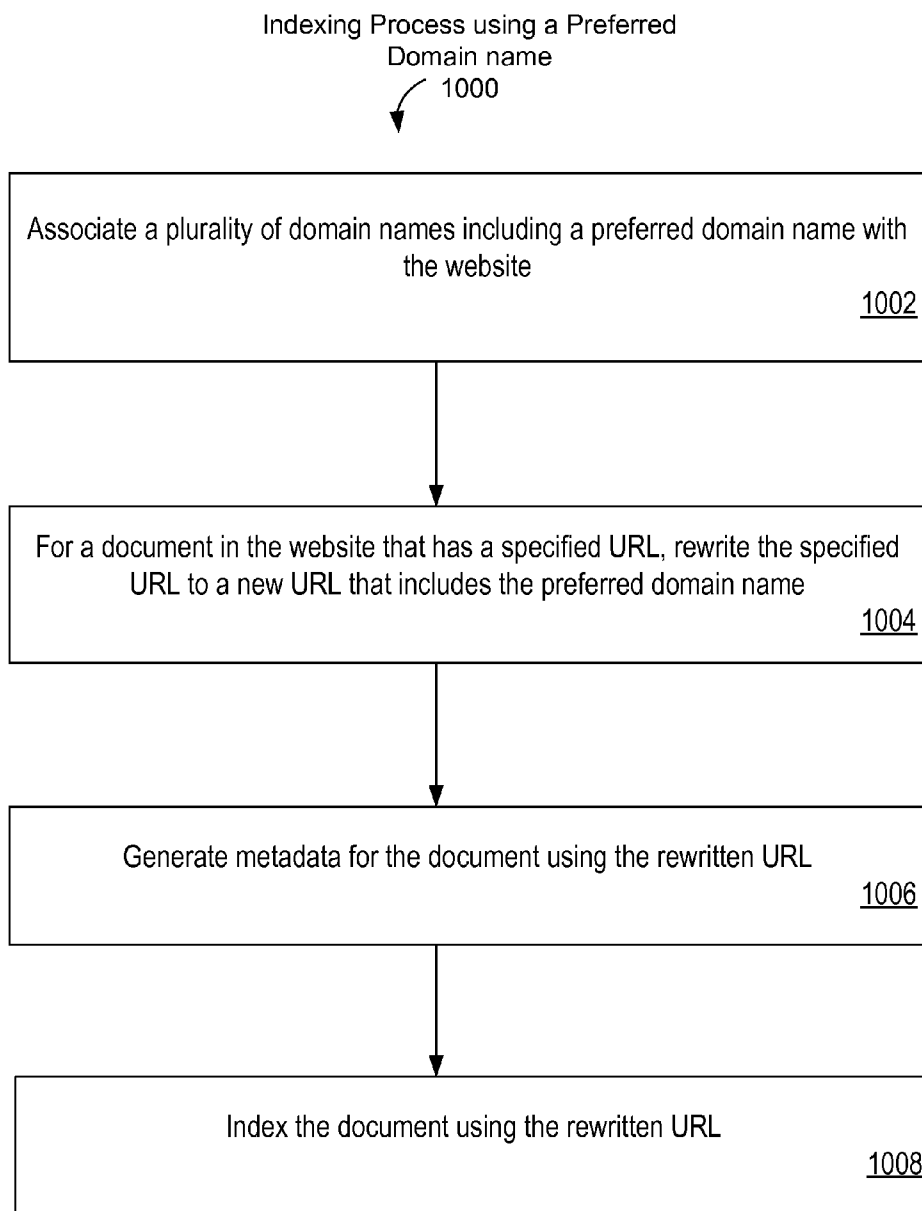 Indexing Process using a Preferred
Domain name
1000
Associate a plurality of domain names including a preferred domain name with
the website
1002
For a document in the website that has a specified URL, rewrite the specified
URL to a new URL that includes the preferred domain name
1004
Generate metadata for the document using the rewritten URL
1006
Index the document using the rewritten URL
1008